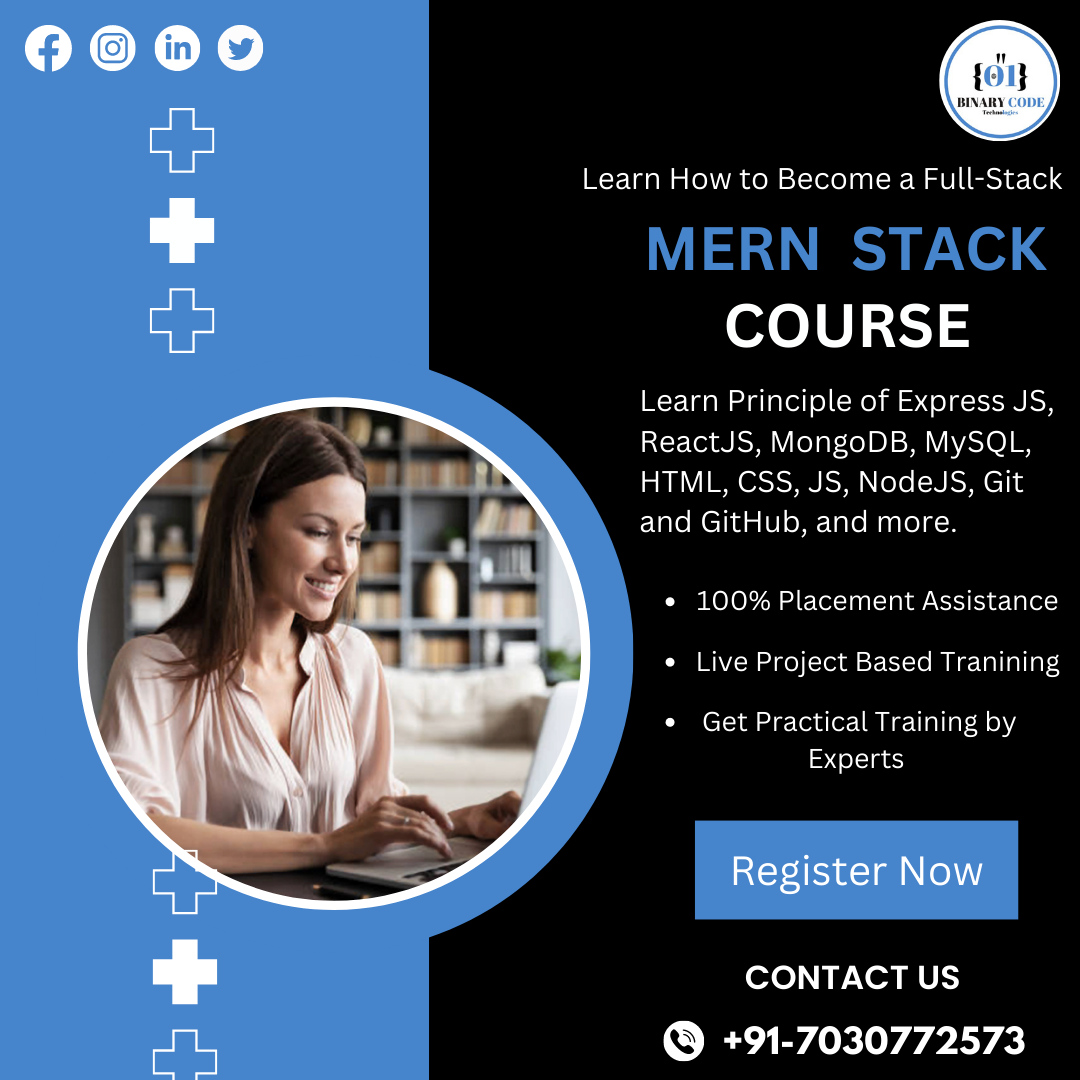 {"01}
BINARY CODE
Technologies
Learn How to Become a Full-Stack
MERN STACK
COURSE
Learn Principle of Express JS,
ReactJS, MongoDB, MySQL,
HTML, CSS, JS, NodeJS, Git
and GitHub, and more.
• 100% Placement Assistance
• Live Project Based Tranining
• Get Practical Training by
Experts
Register Now
CONTACT US
+91-7030772573